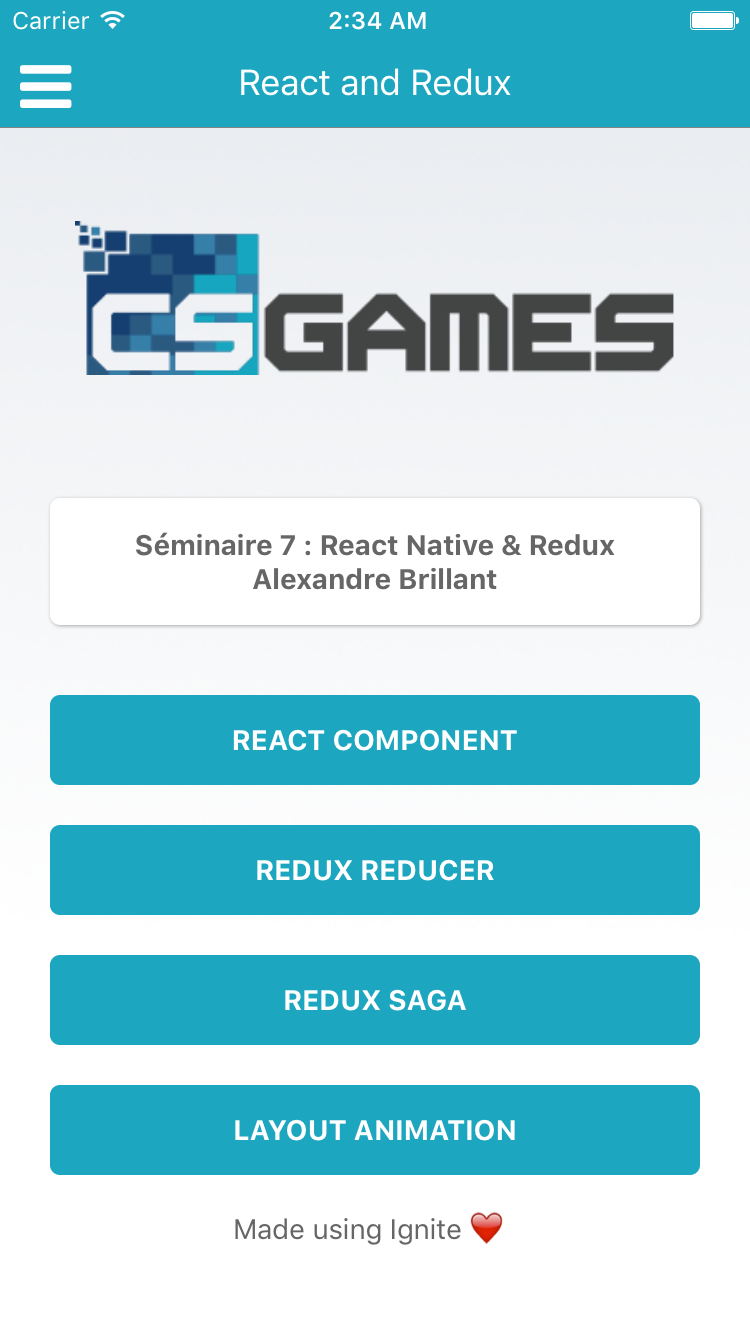 Carrier 2:34 AM
React and Redux
CSGAMES
Séminaire 7 : React Native & Redux
Alexandre Brillant
REACT COMPONENT
REDUX REDUCER
REDUX SAGA
LAYOUT ANIMATION
Made using Ignite ❤️